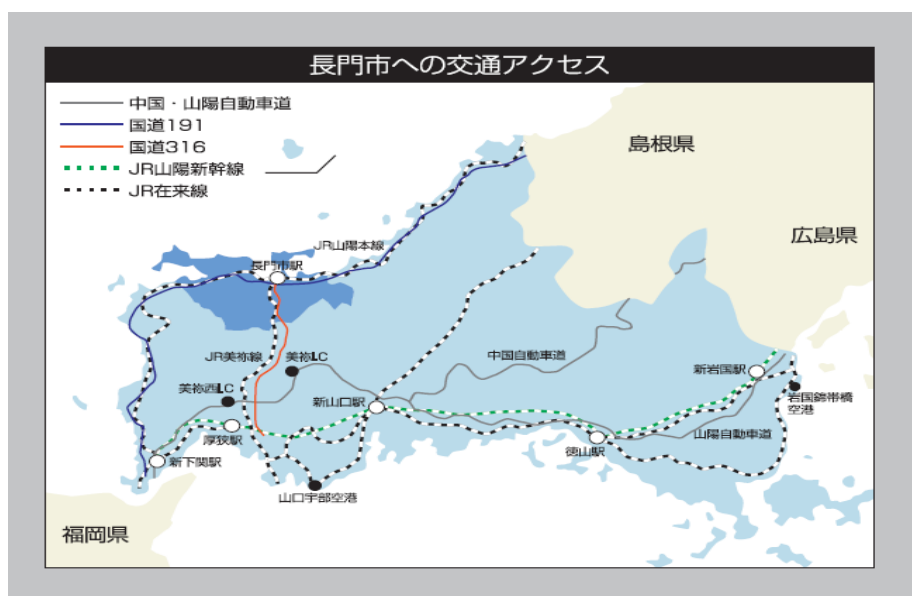 長門市への交通アクセス
中国・山陽自動車道
国道191
国道316
JR山陽新幹線
JR在来線
島根県
広島県
JR山陽本線
長門市駅
JR美祢線
美祢I.C
中国自動車道
美祢西I.C
新岩国駅
岩国錦帯橋
空港
新山口駅
厚狭駅
山陽自動車道
徳山駅
新下関駅
山口宇部空港
福岡県